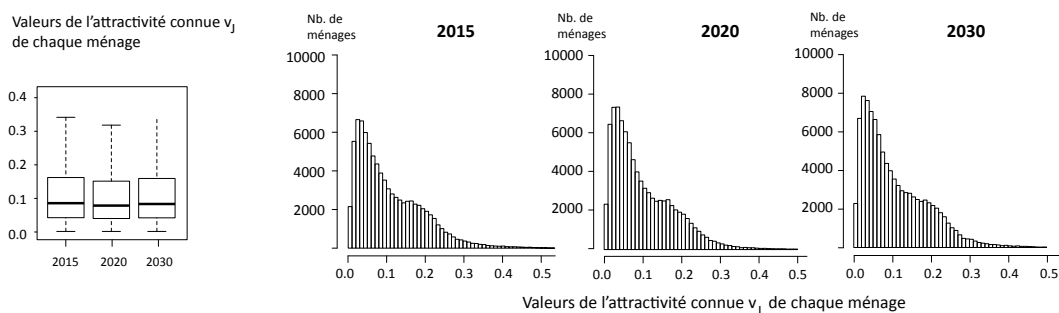 Valeurs de l’attractivité connue vJ
de chaque ménage
0.4
0.3
0.2
0.1
0.0
2015 2020 2030
Nb. de
ménages
2015
10000
8000
6000
4000
2000
0.0 0.1 0.2 0.3 0.4 0.5
Nb. de
ménages
2020
10000
8000
6000
4000
2000
0.0 0.1 0.2 0.3 0.4 0.5
Nb. de
ménages
2030
10000
8000
6000
4000
2000
0.0 0.1 0.2 0.3 0.4 0.5
Valeurs de l’attractivité connue vJ de chaque ménage